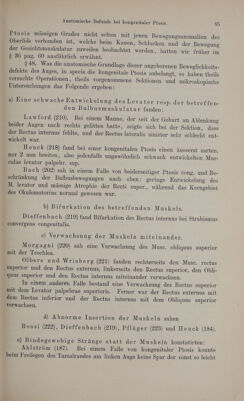 Anatomische Befunde bei kongenitaler Ptosis. 85
Ptosis mässigen Grades nicht selten mit jenen Bewegungsanomalien des
Oberlids, welche beim Kauen, Schlucken und der Bewegung
der Gesichtsmuskulatur zuweilen beobachtet werden, hatten wir früher im
§ 36 pag. 60 ausführlich erwähnt.
§ 48. Was die anatomische Grundlage dieser angeborenen Beweglichkeits-
defekte des Auges, in specie die kongenitale Ptosis anbelangt, so haben hierüber
Operationen, theils vorgenommene Sektionen und mikroskopische
Untersuchungen das Folgende ergeben:
a) Eine schwache Entwickelung des Levator resp. der betreffen-
den Bulbusmuskulatur fanden:
Lawford (210). Bei einem Manne, der seit der Geburt an Ablenkung
beider Augen nach rechts gelitten hatte, zeigte sich bei der Sektion, dass
der Rectus internus fehlte, und der Rectus lateralis sinister sehr schlecht ent-
wickelt war.
Heuck (218) fand bei einer kongenitalen Ptosis einen äusserst zarten,
nur 2 mm breiten, also jedenfalls ungewöhnlich schwach entwickelten Mus-
culus levator palpebr. sup.
Bach (202) sah in einem Falle von beiderseitiger Ptosis cong. und Be-
schränkung der Bulbusbewegungen nach oben: geringe Entwickelung des
M. levator und mässige Atrophie der Recti super., während das Kerngebiet
des Okulomotorius normal gewesen war.
b) Bifurkation des betreffenden Muskels.
Dieffenbach (219) fand Bifurkation des Rectus internus bei Strabismus
convergens congenitalis.
c) Verwachsung der Muskeln miteinander.
Morgagni (220) sah eine Verwachsung des Musc. obliquus superior
mit der Trochlea.
Olbers und Wrisberg (221) fanden rechterseits den Musc. rectus
superior und den Rectus externus, linkerseits den Rectus superior, den Obli-
quus superior und den Rectus externus, endlich den Rectus internus und den
Obliquus superior verwachsen.
In einem anderen Falle bestand eine Verwachsung des Rectus superior
mit dem Levator palpebrae superioris. Ferner war der Rectus externus mit
dem Obliquus inferior und der Rectus internus mit dem Obliquus superior
verwachsen.
d) Abnorme Insertion der Muskeln sahen
Rossi (222), Dieffenbach (219), Pflüger (223) und Heuck (184).
e) Bindegewebige Stränge statt der Muskeln konstatirten:
Ahlström (187). Bei einem Falle von kongenitaler Ptosis konnte
beim Freilegen des Tarsalrandes am linken Auge keine Spur der sonst so leicht